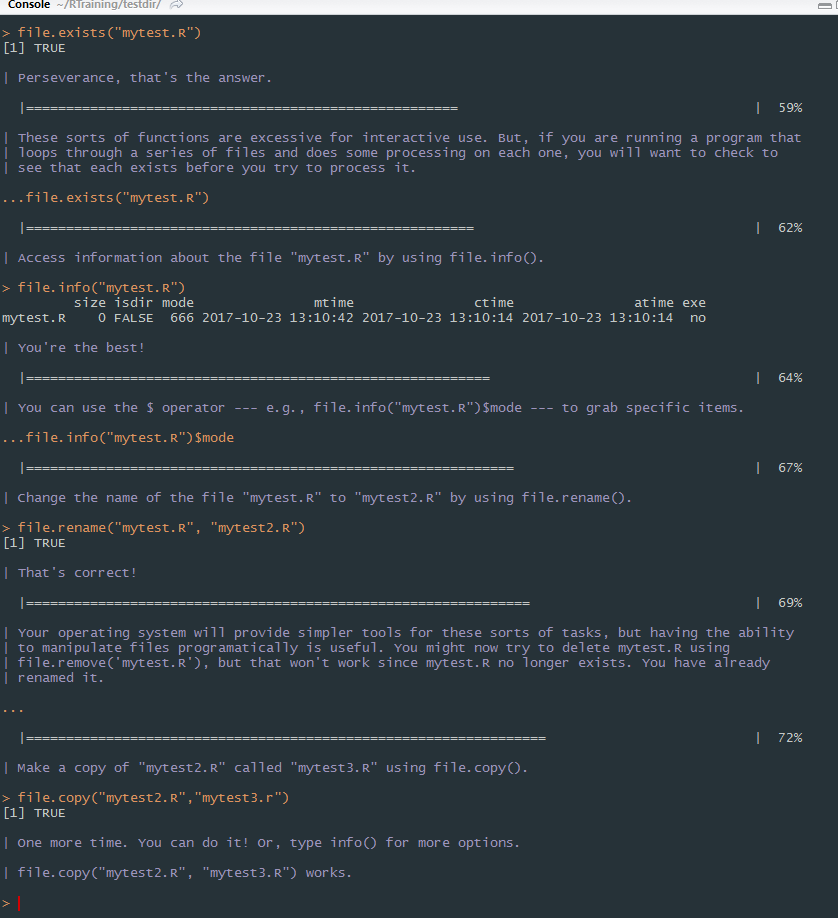 Console ~/RTraining/testdir/
> file.exists("mytest.R")
[1] TRUE
| Perseverance, that's the answer.
|====================================================== | 59%
| These sorts of functions are excessive for interactive use. But, if you are running a program that
| loops through a series of files and does some processing on each one, you will want to check to
| see that each exists before you try to process it.
...file.exists("mytest.R")
|======================================================== | 62%
| Access information about the file "mytest.R" by using file.info().
> file.info("mytest.R")
size isdir mode mtime ctime atime exe
mytest.R 0 FALSE 666 2017-10-23 13:10:42 2017-10-23 13:10:14 2017-10-23 13:10:14 no
| You're the best!
|========================================================== | 64%
| You can use the $ operator --- e.g., file.info("mytest.R")$mode --- to grab specific items.
...file.info("mytest.R")$mode
|============================================================= | 67%
| Change the name of the file "mytest.R" to "mytest2.R" by using file.rename().
> file.rename("mytest.R", "mytest2.R")
[1] TRUE
| That's correct!
|=============================================================== | 69%
| Your operating system will provide simpler tools for these sorts of tasks, but having the ability
| to manipulate files programatically is useful. You might now try to delete mytest.R using
| file.remove('mytest.R'), but that won't work since mytest.R no longer exists. You have already
| renamed it.
...
|================================================================= | 72%
| Make a copy of "mytest2.R" called "mytest3.R" using file.copy().
> file.copy("mytest2.R","mytest3.r")
[1] TRUE
| One more time. You can do it! Or, type info() for more options.
| file.copy("mytest2.R", "mytest3.R") works.
>